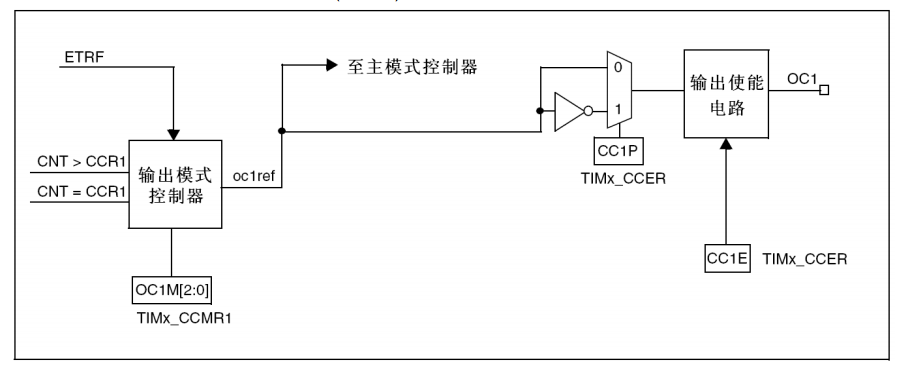 ETRF
至主模式控制器
0
1
输出使能
电路
OC1
CC1P
TIMx_CCER
CNT > CCR1
CNT = CCR1
输出模式
控制器
oc1ref
CC1E
TIMx_CCER
OC1M[2:0]
TIMx_CCMR1